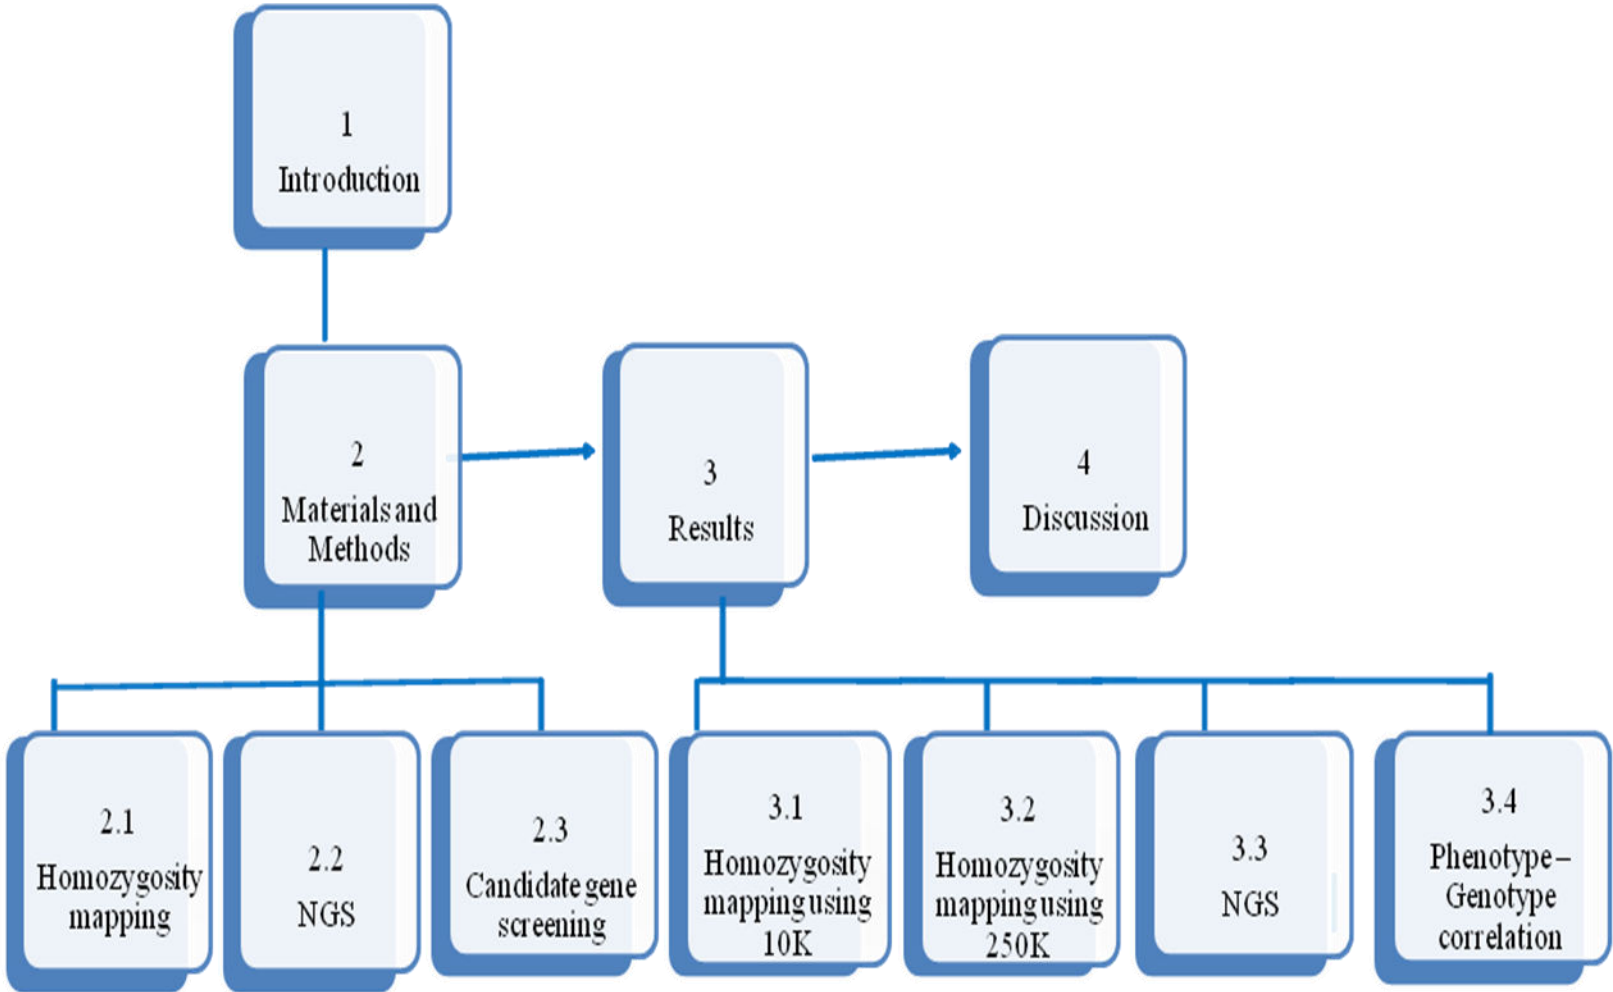 1
Introduction
2
Materials and
Methods
3
Results
4
Discussion
2.1
Homozygosity
mapping
2.2
NGS
2.3
Candidate gene
screening
3.1
Homozygosity
mapping using
10K
3.2
Homozygosity
mapping using
250K
3.3
NGS
3.4
Phenotype –
Genotype
correlation